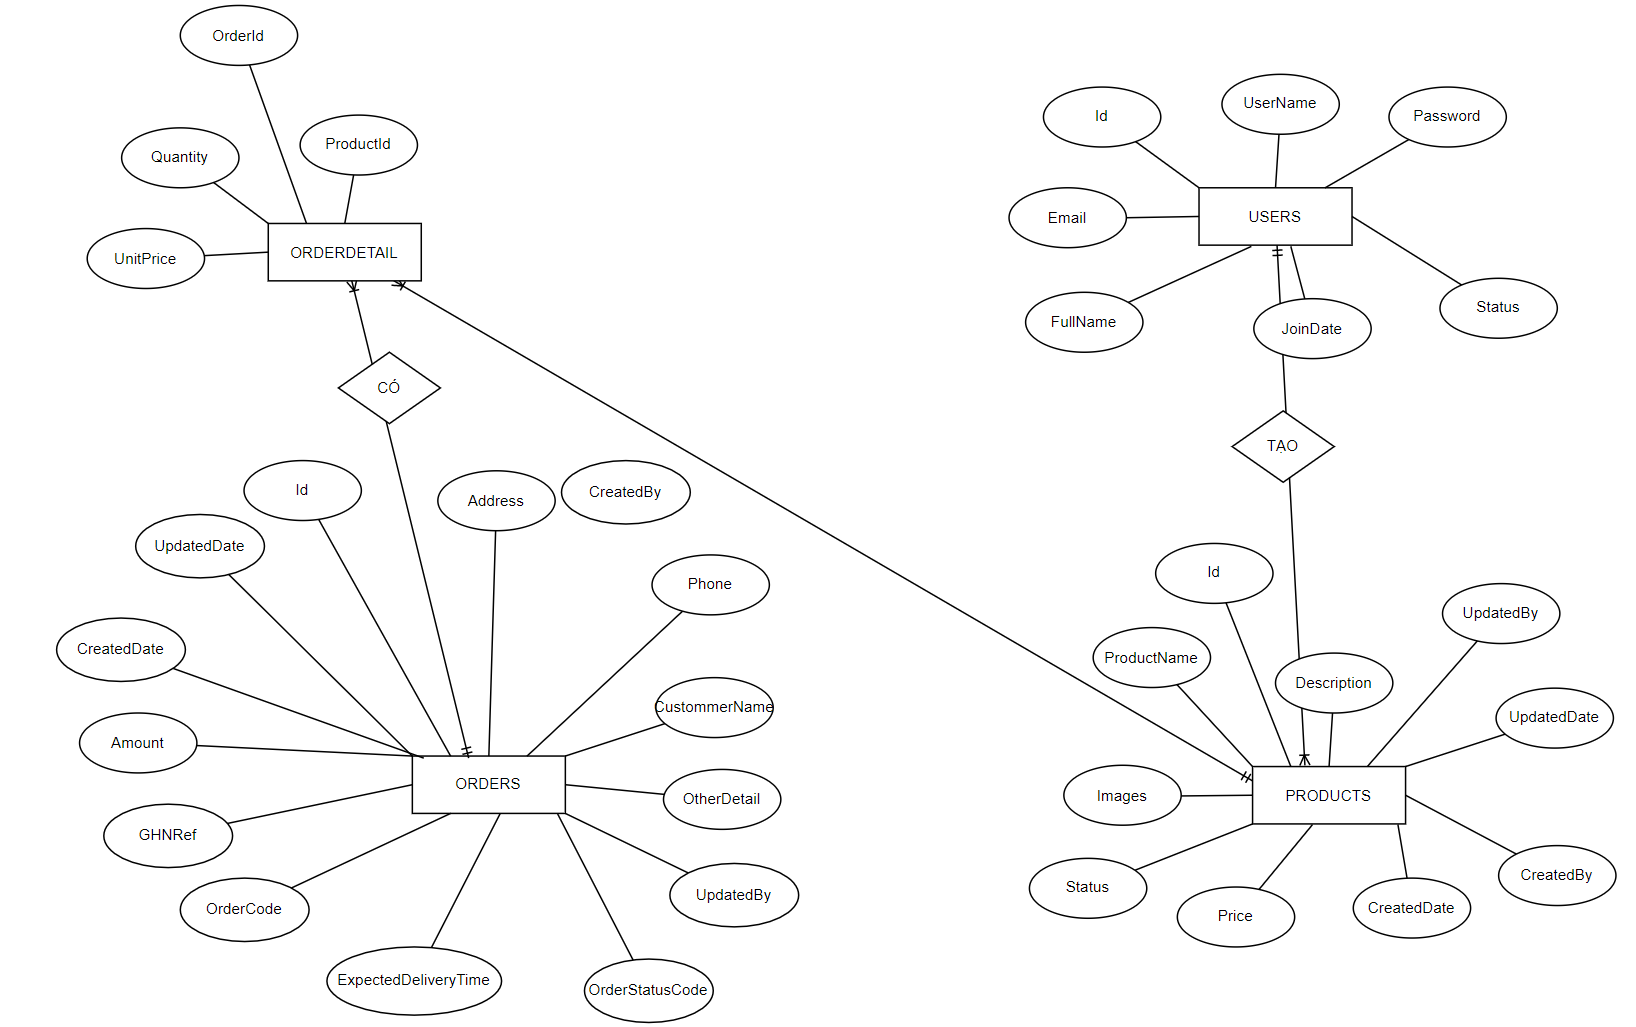 OrderId
Quantity
ProductId
UnitPrice
ORDERDETAIL
Id
UserName
Password
Email
USERS
FullName
JoinDate
Status
CÓ
TẠO
Id
Address
CreatedBy
UpdatedDate
Phone
CreatedDate
CustommerName
Amount
ORDERS
OtherDetail
GHNRef
OrderCode
UpdatedBy
ExpectedDeliveryTime
OrderStatusCode
Id
UpdatedBy
ProductName
Description
UpdatedDate
Images
PRODUCTS
Status
CreatedBy
Price
CreatedDate